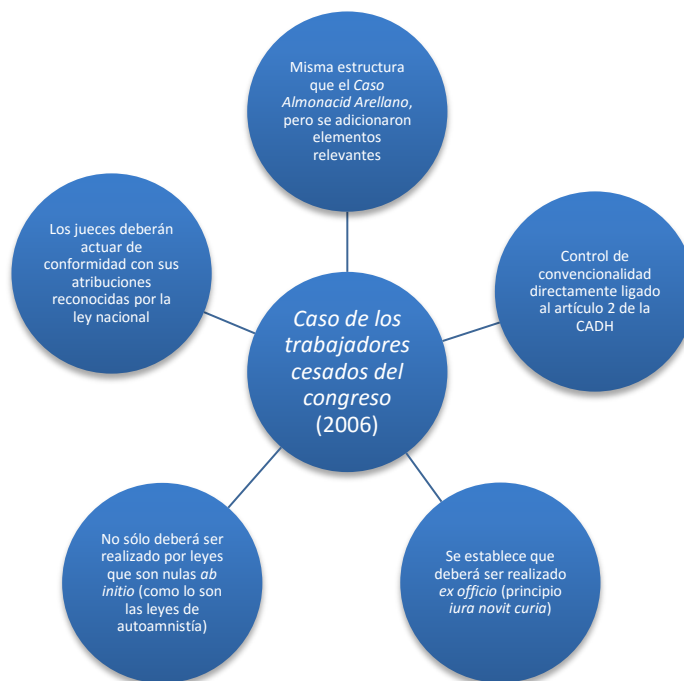 Misma estructura
que el Caso
Almonacid Arellano,
pero se adicionaron
elementos
relevantes
Los jueces deberán
actuar de
conformidad con sus
atribuciones
reconocidas por la
ley nacional
Control de
convencionalidad
directamente ligado
al artículo 2 de la
CADH
Caso de los
trabajadores
cesados del
congreso
(2006)
No sólo deberá ser
realizado por leyes
que son nulas ab
initio (como lo son
las leyes de
autoamnistía)
Se establece que
deberá ser realizado
ex officio (principio
iura novit curia)